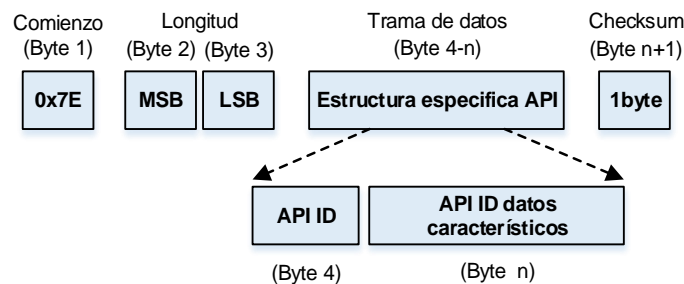 Comienzo Longitud Trama de datos Checksum
(Byte 1) (Byte 2) (Byte 3) (Byte 4-n) (Byte n+1)
0x7E MSB LSB Estructura especifica API 1byte
API ID API ID datos
característicos
(Byte 4) (Byte n)